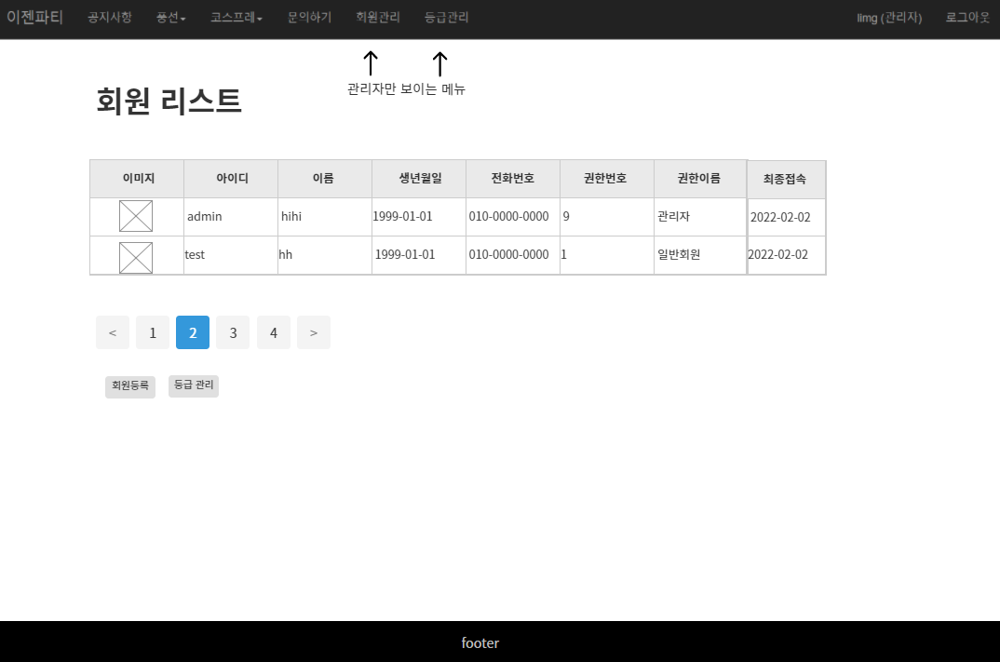 이젠파티 공지사항 풍선 코스프레 문의하기 회원관리 등급관리 limg (관리자) 로그아웃
관리자만 보이는 메뉴
회원 리스트
이미지 아이디 이름 생년월일 전화번호 권한번호 권한이름 최종접속
admin hihi 1999-01-01 010-0000-0000 9 관리자 2022-02-02
test hh 1999-01-01 010-0000-0000 1 일반회원 2022-02-02
< 1 2 3 4 >
회원등록 등급 관리
footer